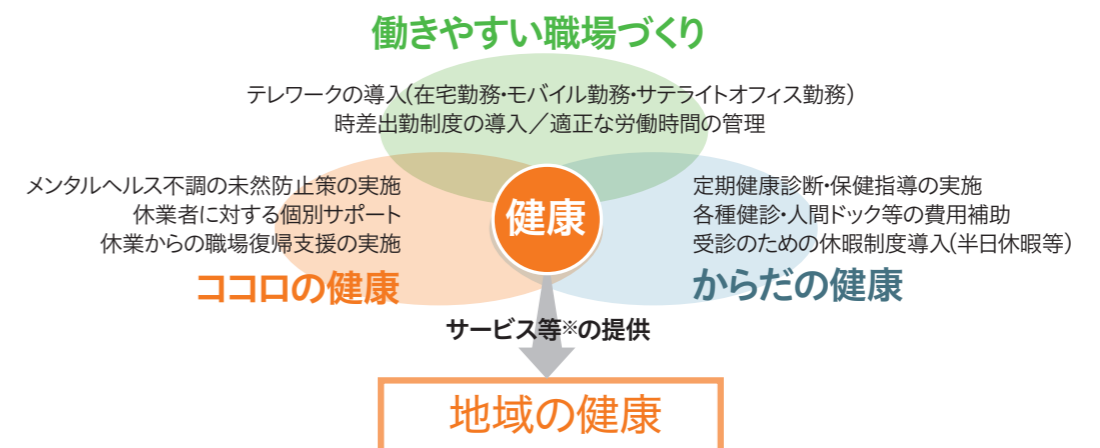 働きやすい職場づくり
テレワークの導入(在宅勤務・モバイル勤務・サテライトオフィス勤務)
時差出勤制度の導入／適正な労働時間の管理
メンタルヘルス不調の未然防止策の実施
休業者に対する個別サポート
休業からの職場復帰支援の実施
ココロの健康
健康
定期健康診断・保健指導の実施
各種健診・人間ドック等の費用補助
受診のための休暇制度導入(半日休暇等)
からだの健康
サービス等※の提供
地域の健康